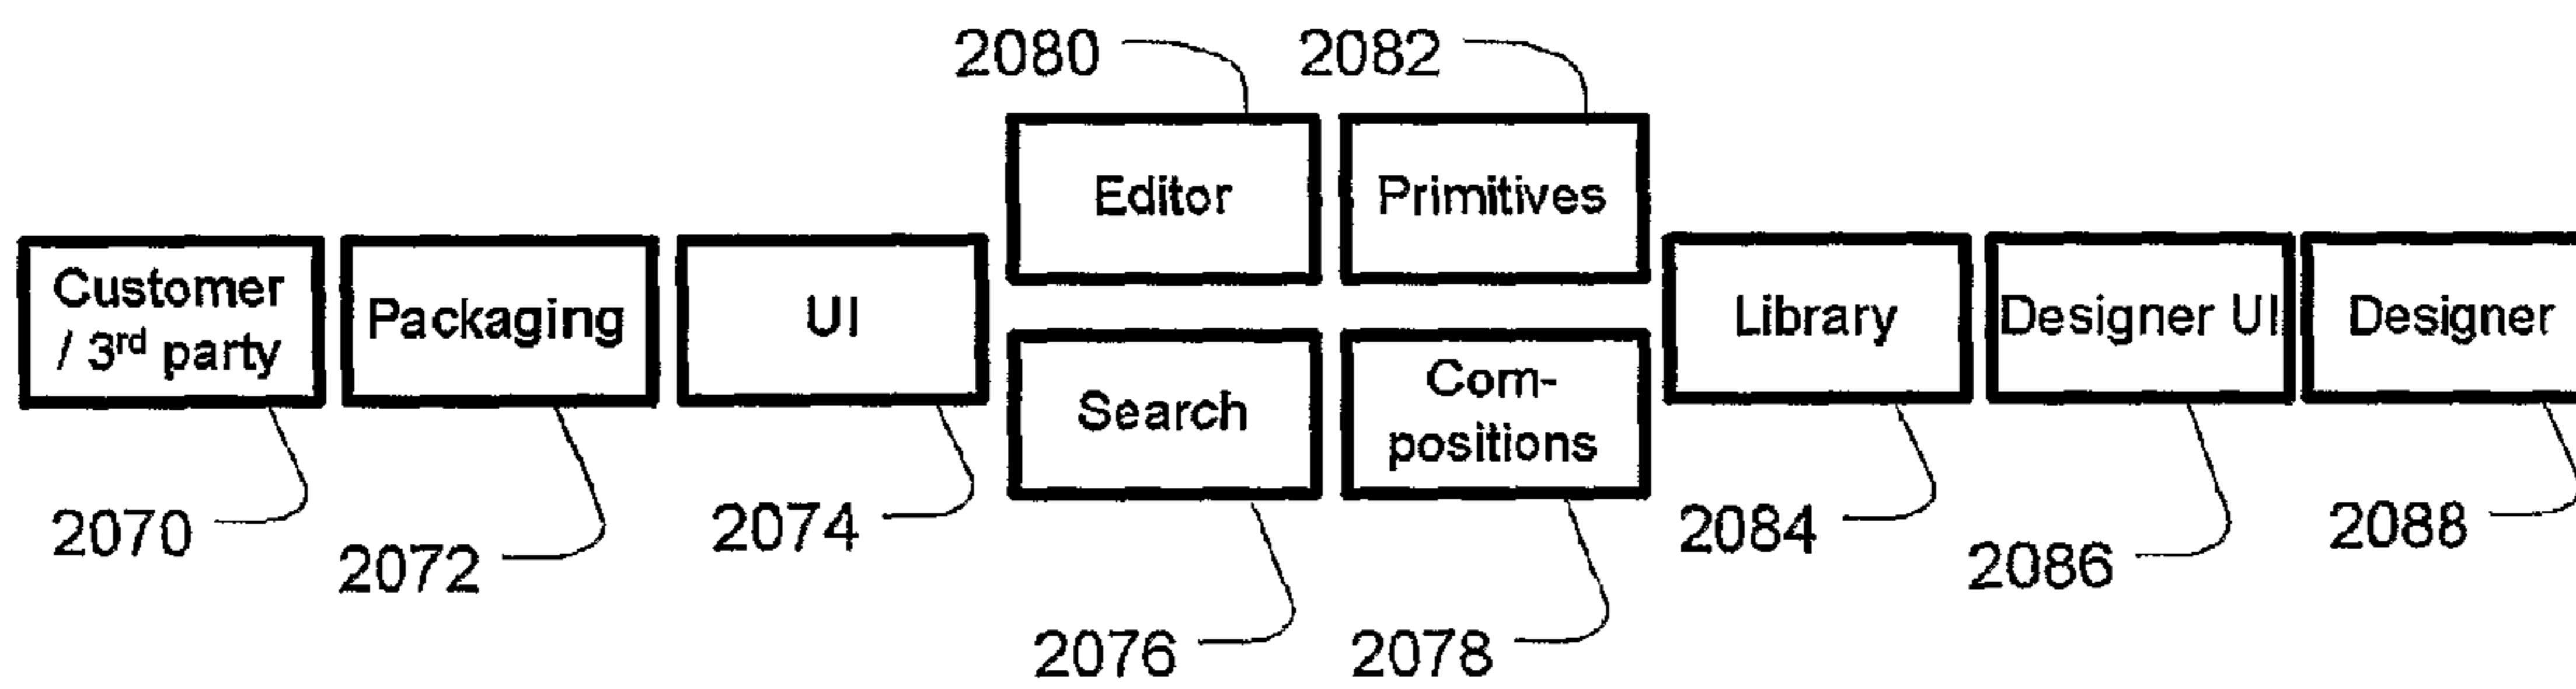 2080
2082
Editor
Primitives
Customer
/ 3rd party
Packaging
UI
Library
Designer UI
Designer
Search
Com-
positions
2070
2072
2074
2084
2086
2088
2076
2078